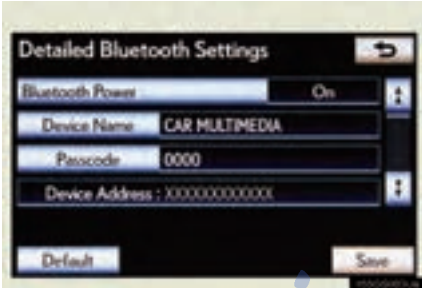 Detailed Bluetooth Settings
Bluetooth Power On
Device Name CAR MULTIMEDIA
Passcode 0000
Device Address : XXXXXXXXXXXX
Default Save